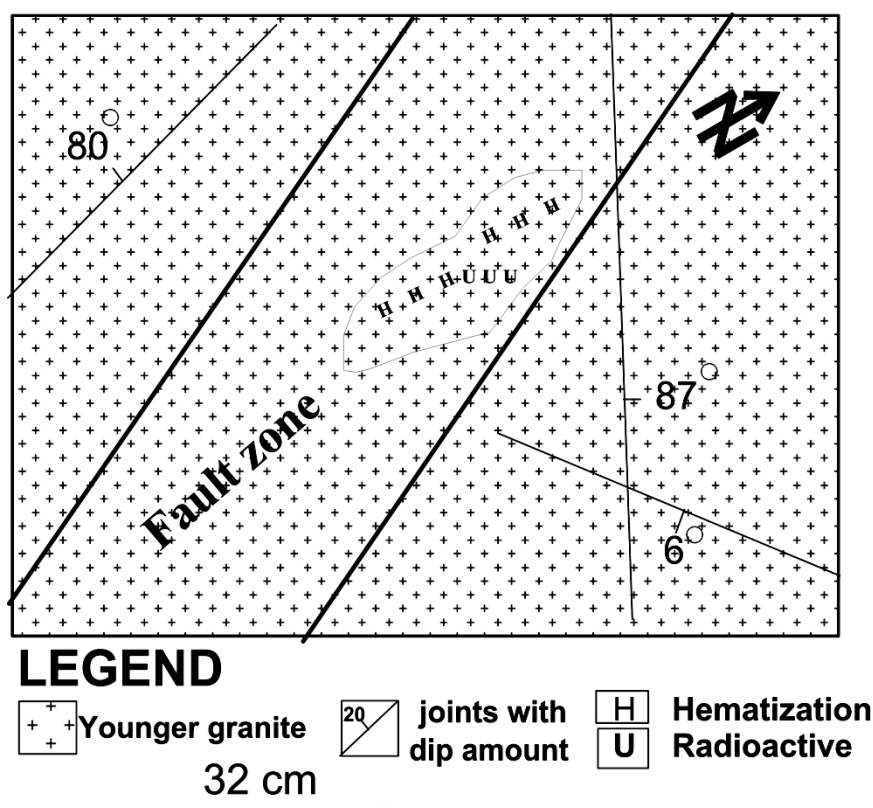 N
80°
H H H
H H H U U U
87°
6°
Fault zone
LEGEND
Younger granite
20
joints with
dip amount
H
Hematization
U
Radioactive
32 cm